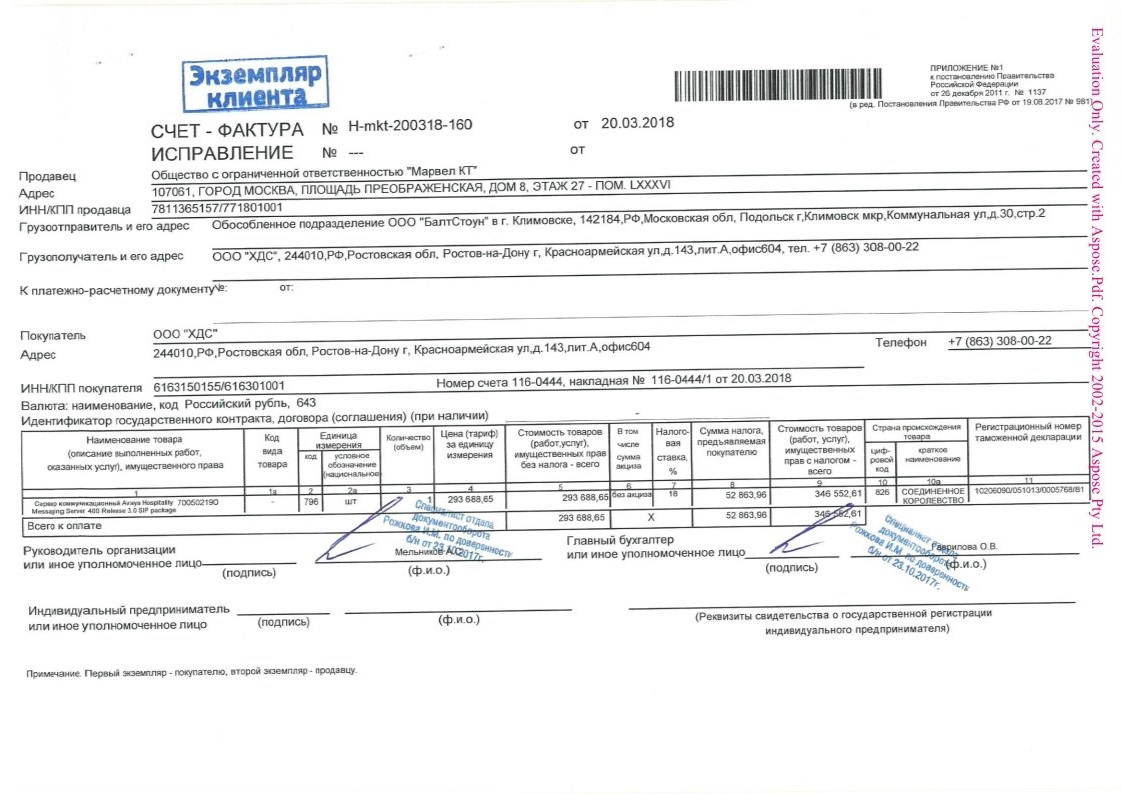 Экземпляр
клиента
ПРИЛОЖЕНИЕ №1
к постановлению Правительства
Российской Федерации
от 26 декабря 2011 г. № 1137
(в ред. Постановления Правительства РФ от 19.08.2017 № 981)
СЧЕТ - ФАКТУРА № H-mkt-200318-160 от 20.03.2018
ИСПРАВЛЕНИЕ № --- от
Продавец Общество с ограниченной ответственностью "Марвел КТ"
Адрес 107061, ГОРОД МОСКВА, ПЛОЩАДЬ ПРЕОБРАЖЕНСКАЯ, ДОМ 8, ЭТАЖ 27 - ПОМ. LXXXVI
ИНН/КПП продавца 7811365157/771801001
Грузоотправитель и его адрес Обособленное подразделение ООО "БалтСтоун" в г. Климовске, 142184,РФ,Московская обл, Подольск г,Климовск мкр,Коммунальная ул,д.30,стр.2
Грузополучатель и его адрес ООО "ХДС", 244010,РФ,Ростовская обл, Ростов-на-Дону г, Красноармейская ул,д.143,лит.А,офис604, тел. +7 (863) 308-00-22
К платежно-расчетному документу №: от:
Покупатель ООО "ХДС"
Адрес 244010,РФ,Ростовская обл, Ростов-на-Дону г, Красноармейская ул,д.143,лит.А,офис604 Телефон +7 (863) 308-00-22
ИНН/КПП покупателя 6163150155/616301001 Номер счета 116-0444, накладная № 116-0444/1 от 20.03.2018
Валюта: наименование, код Российский рубль, 643
Идентификатор государственного контракта, договора (соглашения) (при наличии) -
Наименование товара
(описание выполненных работ,
оказанных услуг), имущественного права
Код
вида
товара
Единица
измерения
код
условное
обозначение
(национальное
Количество
(объем)
Цена (тариф)
за единицу
измерения
Стоимость товаров
(работ,услуг),
имущественных прав
без налога - всего
В том
числе
сумма
акциза
Налого-
вая
ставка,
%
Сумма налога,
предъявляемая
покупателю
Стоимость товаров
(работ, услуг),
имущественных
прав с налогом -
всего
Страна происхождения
товара
циф-
ровой
код
краткое
наименование
Регистрационный номер
таможенной декларации
1 1а 2 2а 3 4 5 6 7 8 9 10 10а 11
Сервер коммуникационный Avaya Hospitality 700502190
Messaging Server 400 Release 3.0 SIP package
- 796 шт 1 293 688,65 293 688,65 без акциза 18 52 863,96 346 552,61 826 СОЕДИНЕННОЕ
КОРОЛЕВСТВО
10206090/051013/0005768/81
Всего к оплате 293 688,65 X 52 863,96 346 552,61
Специалист отдела
документооборота
Рожкова И.М. по доверенности
б/н от 23.10.2017г.
Специалист отдела
документооборота
Рожкова И.М. по доверенности
б/н от 23.10.2017г.
Руководитель организации
или иное уполномоченное лицо Мельников А.С.
(подпись) (ф.и.о.)
Главный бухгалтер
или иное уполномоченное лицо Гаврилова О.В.
(подпись) (ф.и.о.)
Индивидуальный предприниматель
или иное уполномоченное лицо (подпись) (ф.и.о.)
(Реквизиты свидетельства о государственной регистрации
индивидуального предпринимателя)
Примечание. Первый экземпляр - покупателю, второй экземпляр - продавцу.
Evaluation Only. Created with Aspose.Pdf. Copyright 2002-2015 Aspose Pty Ltd.